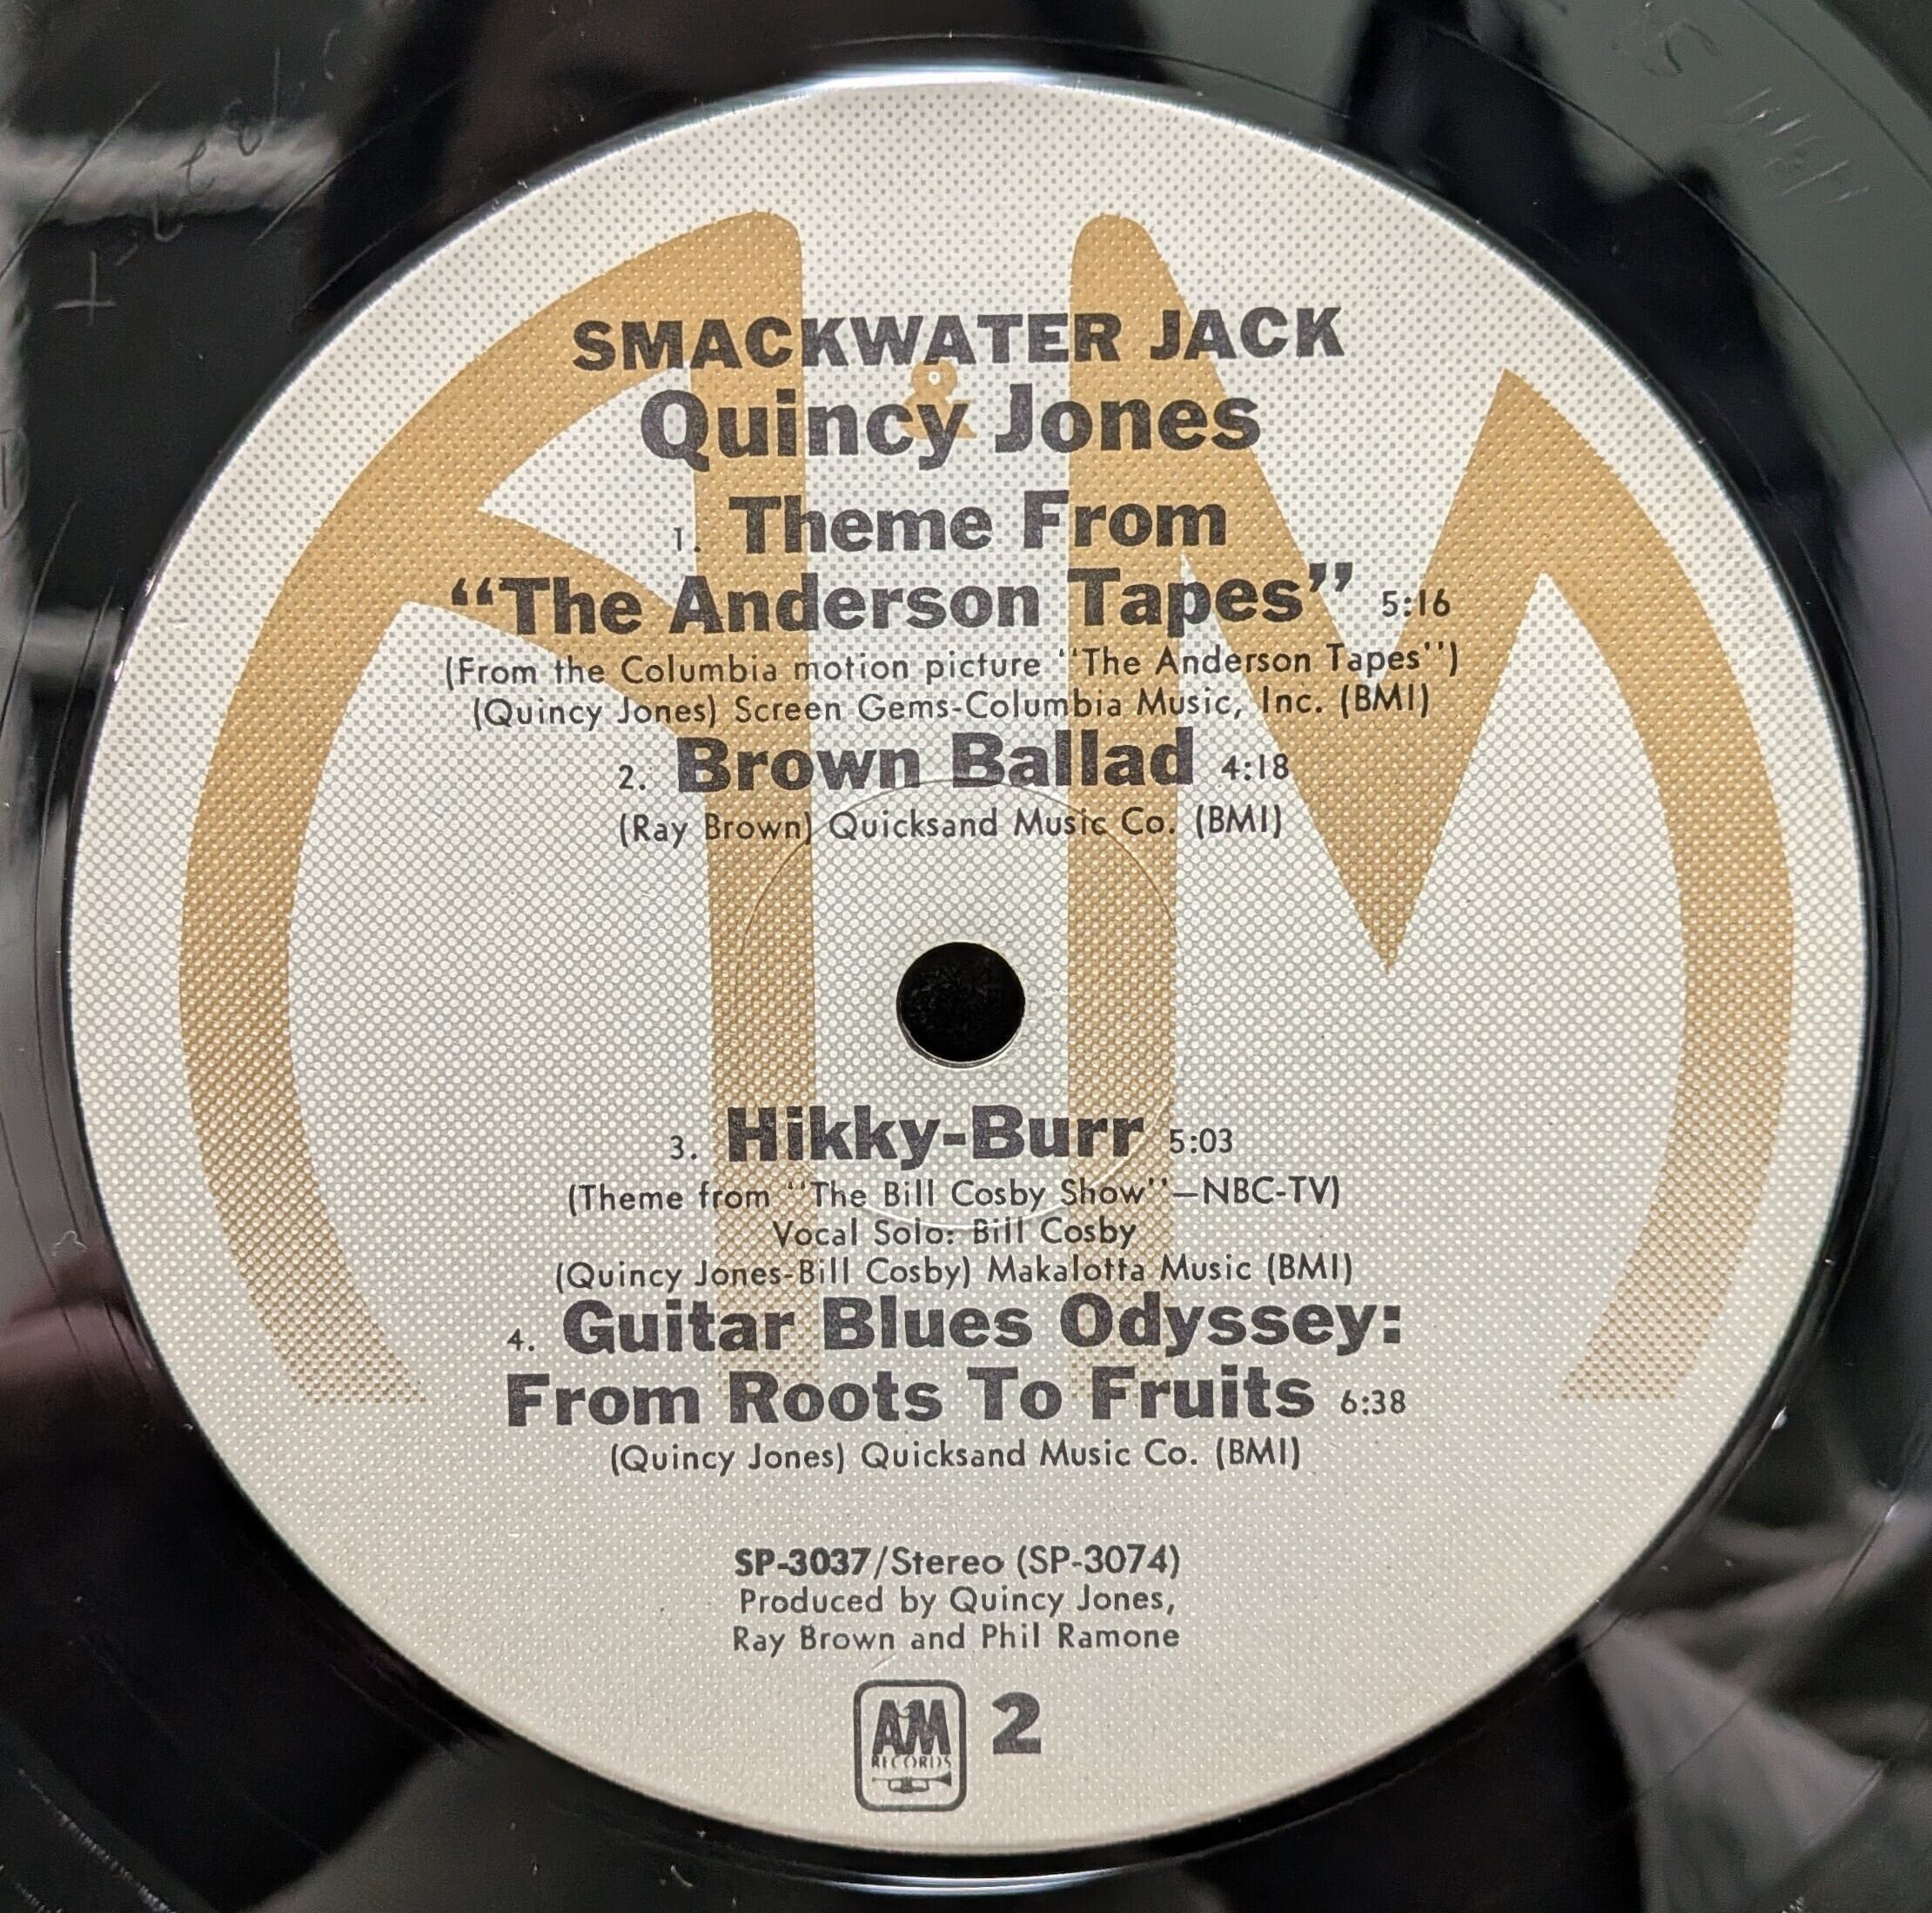 SMACKWATER JACK
&
Quincy Jones
1. Theme From
“The Anderson Tapes” 5:16
(From the Columbia motion picture "The Anderson Tapes")
(Quincy Jones) Screen Gems-Columbia Music, Inc. (BMI)
2. Brown Ballad 4:18
(Ray Brown) Quicksand Music Co. (BMI)
3. Hikky-Burr 5:03
(Theme from "The Bill Cosby Show"—NBC-TV)
Vocal Solo: Bill Cosby
(Quincy Jones-Bill Cosby) Makalotta Music (BMI)
4. Guitar Blues Odyssey:
From Roots To Fruits 6:38
(Quincy Jones) Quicksand Music Co. (BMI)
SP-3037/Stereo (SP-3074)
Produced by Quincy Jones,
Ray Brown and Phil Ramone
AM 2
RECORDS